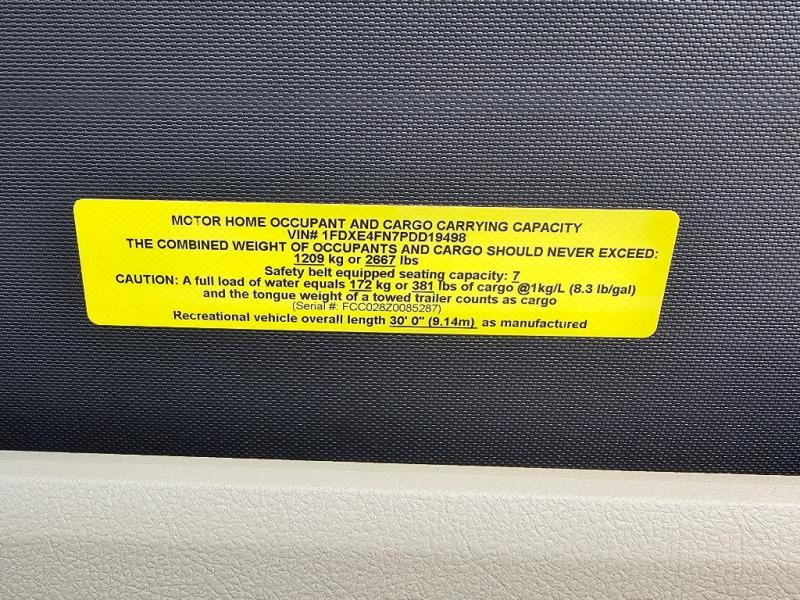 MOTOR HOME OCCUPANT AND CARGO CARRYING CAPACITY
VIN# 1FDXE4FN7PDD19498
THE COMBINED WEIGHT OF OCCUPANTS AND CARGO SHOULD NEVER EXCEED:
1209 kg or 2667 lbs
Safety belt equipped seating capacity: 7
CAUTION: A full load of water equals 172 kg or 381 lbs of cargo @1kg/L (8.3 lb/gal)
and the tongue weight of a towed trailer counts as cargo
(Serial #: FCC028Z0085287)
Recreational vehicle overall length 30' 0" (9.14m) as manufactured